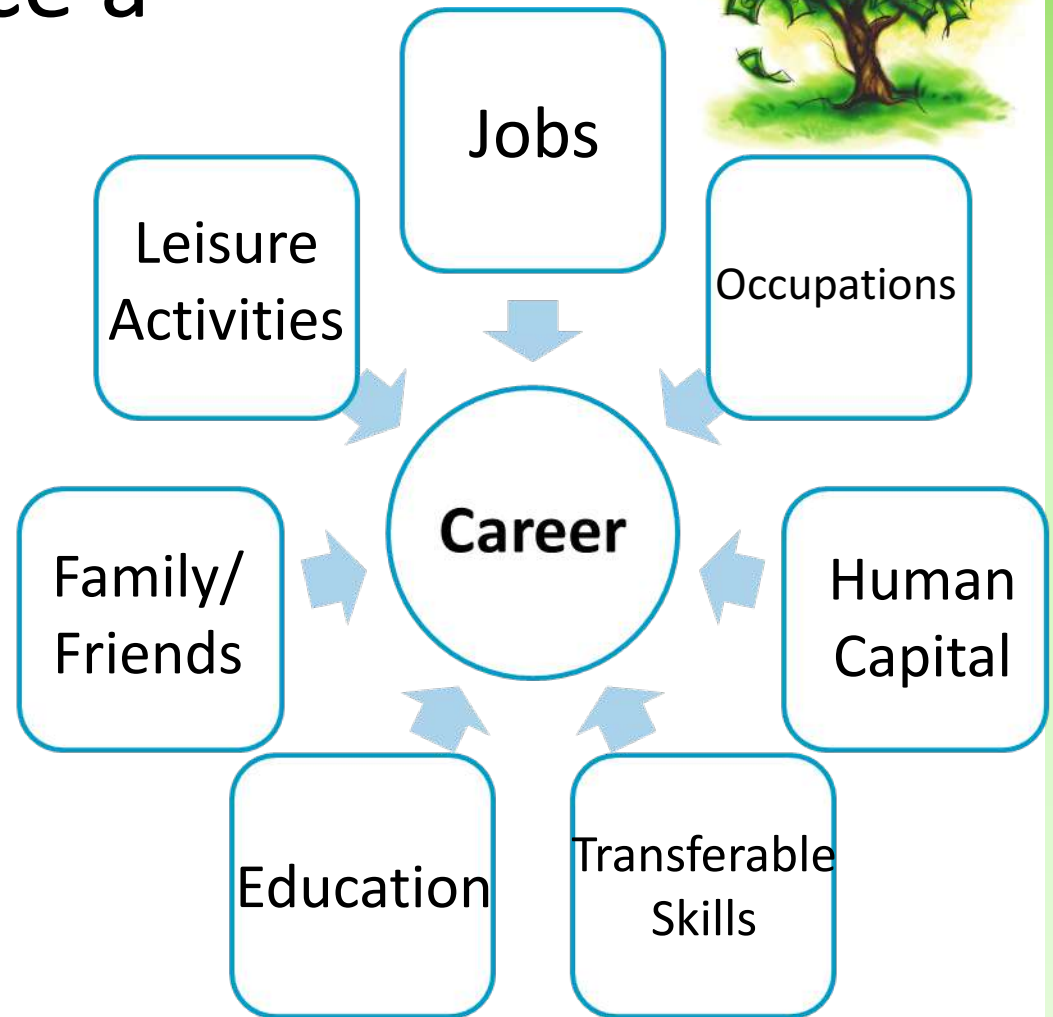 Jobs
Leisure
Activities
Occupations
Career
Family/
Friends
Human
Capital
Education
Transferable
Skills